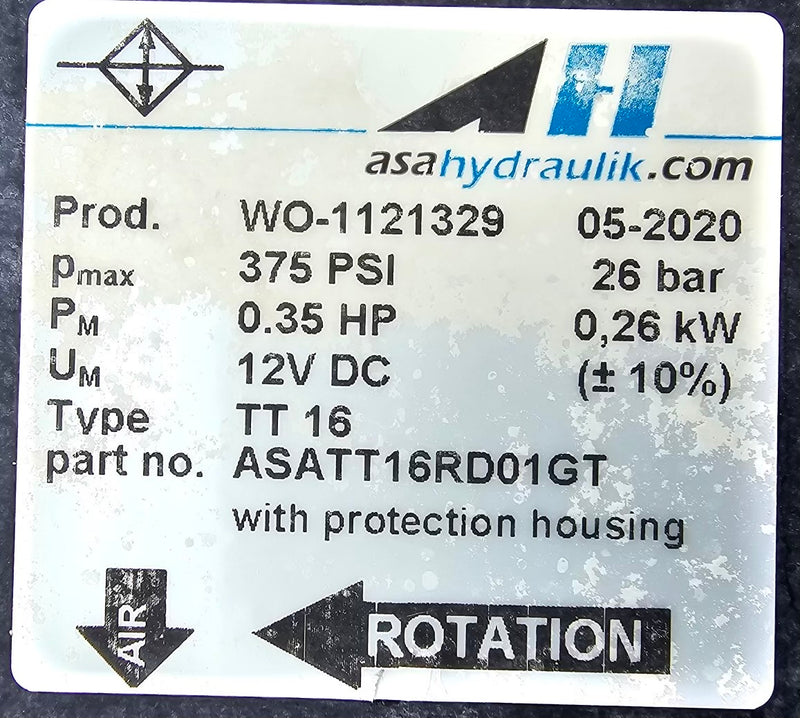 AH
asahydraulik.com
Prod. WO-1121329 05-2020
pmax 375 PSI 26 bar
PM 0.35 HP 0,26 kW
UM 12V DC (± 10%)
Type TT 16
part no. ASATT16RD01GT
with protection housing
AIR
ROTATION